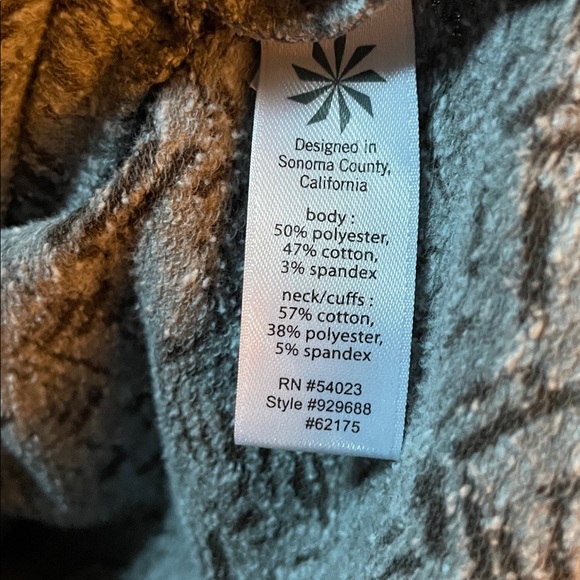 Designed in
Sonoma County,
California
body :
50% polyester,
47% cotton,
3% spandex
neck/cuffs :
57% cotton,
38% polyester,
5% spandex
RN #54023
Style #929688
#62175